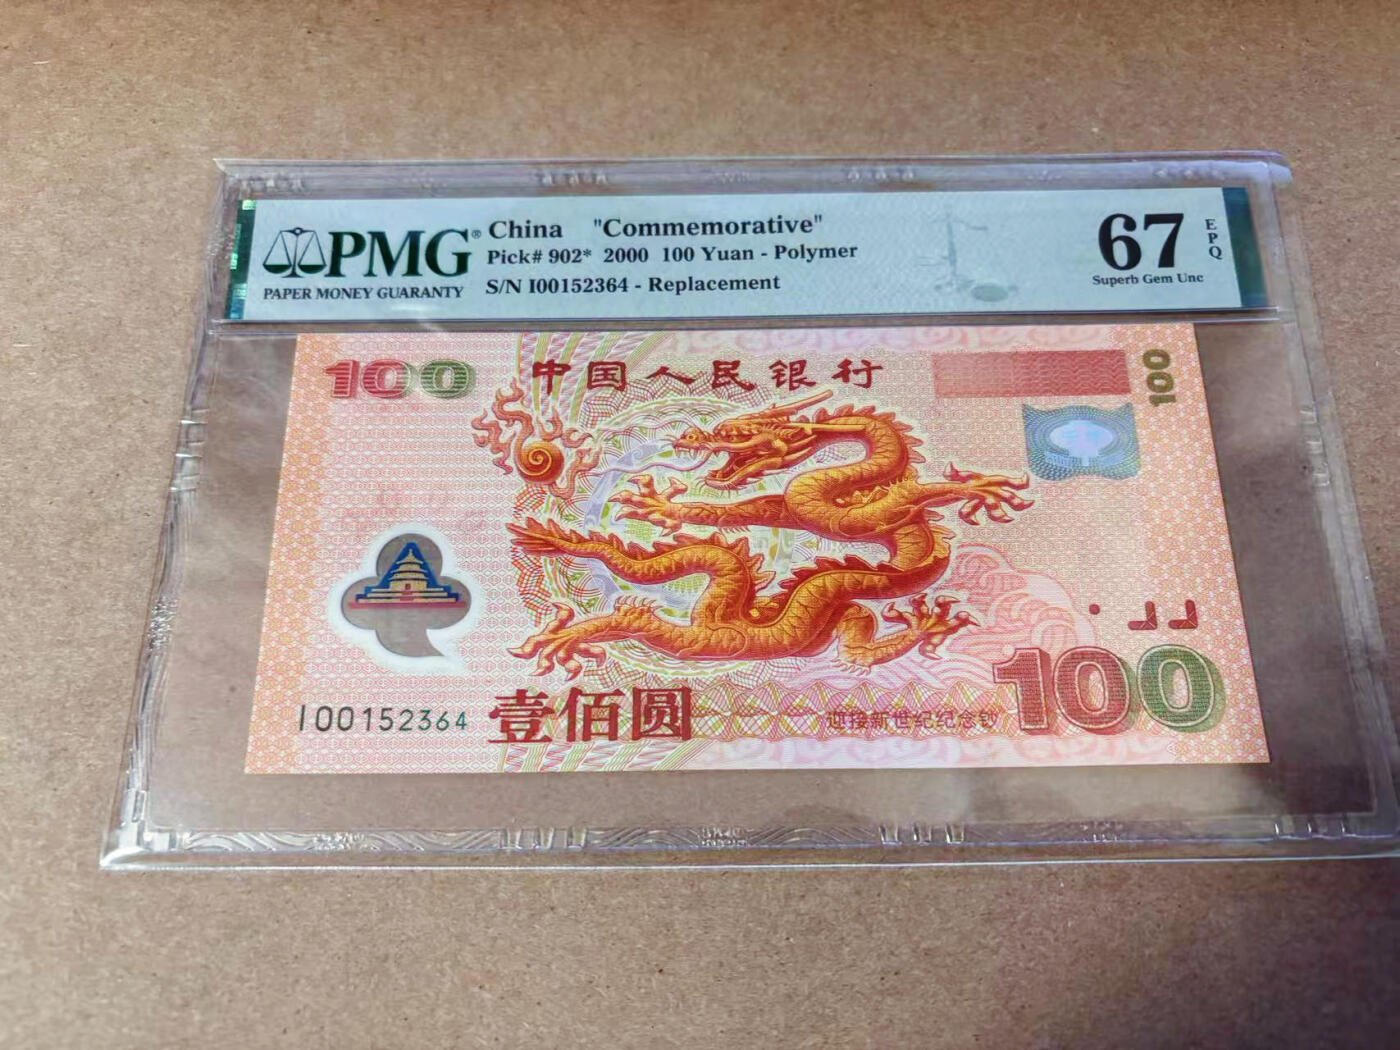 PMG®
PAPER MONEY GUARANTY
China "Commemorative"
Pick# 902* 2000 100 Yuan - Polymer
S/N I00152364 - Replacement
67
EPQ
Superb Gem Unc
100
中国人民银行
100
I00152364
壹佰圆
迎接新世纪纪念钞
100